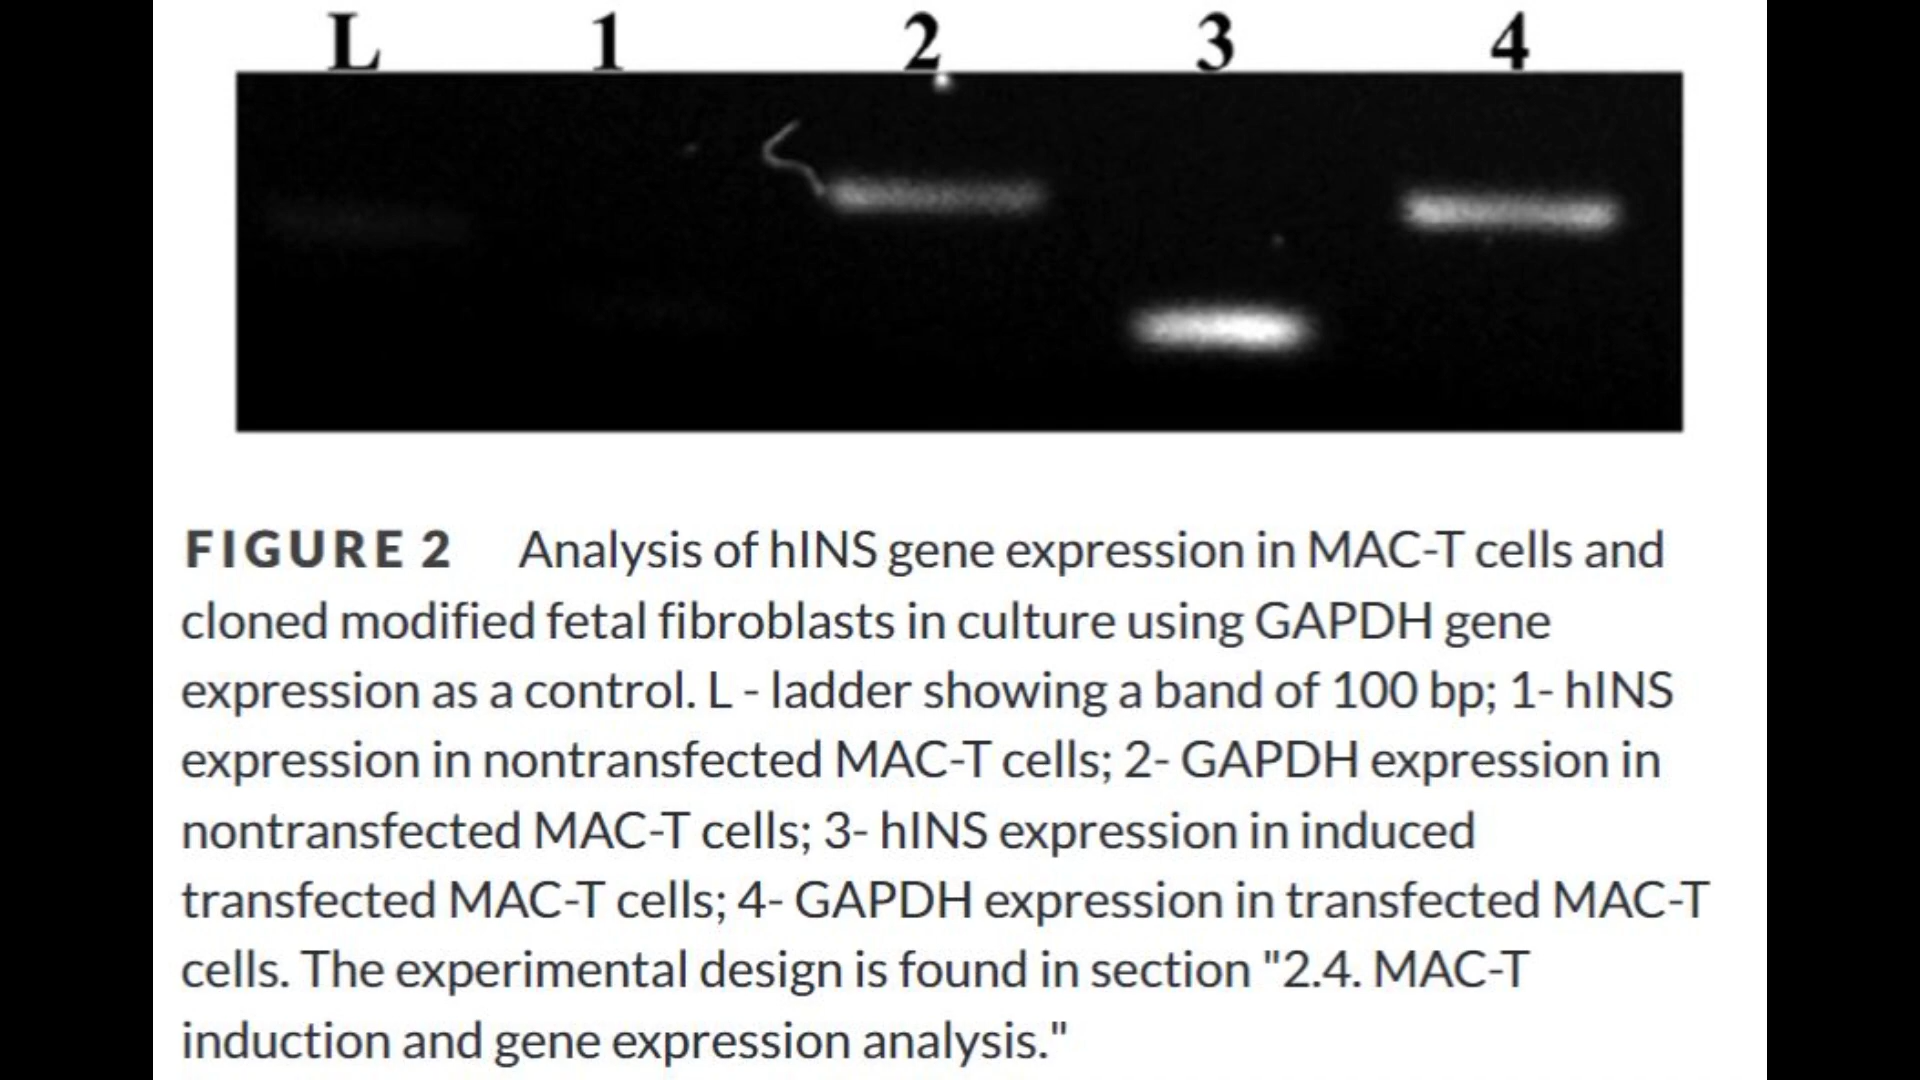 L 1 2 3 4
FIGURE 2 Analysis of hINS gene expression in MAC-T cells and
cloned modified fetal fibroblasts in culture using GAPDH gene
expression as a control. L - ladder showing a band of 100 bp; 1- hINS
expression in nontransfected MAC-T cells; 2- GAPDH expression in
nontransfected MAC-T cells; 3- hINS expression in induced
transfected MAC-T cells; 4- GAPDH expression in transfected MAC-T
cells. The experimental design is found in section "2.4. MAC-T
induction and gene expression analysis."